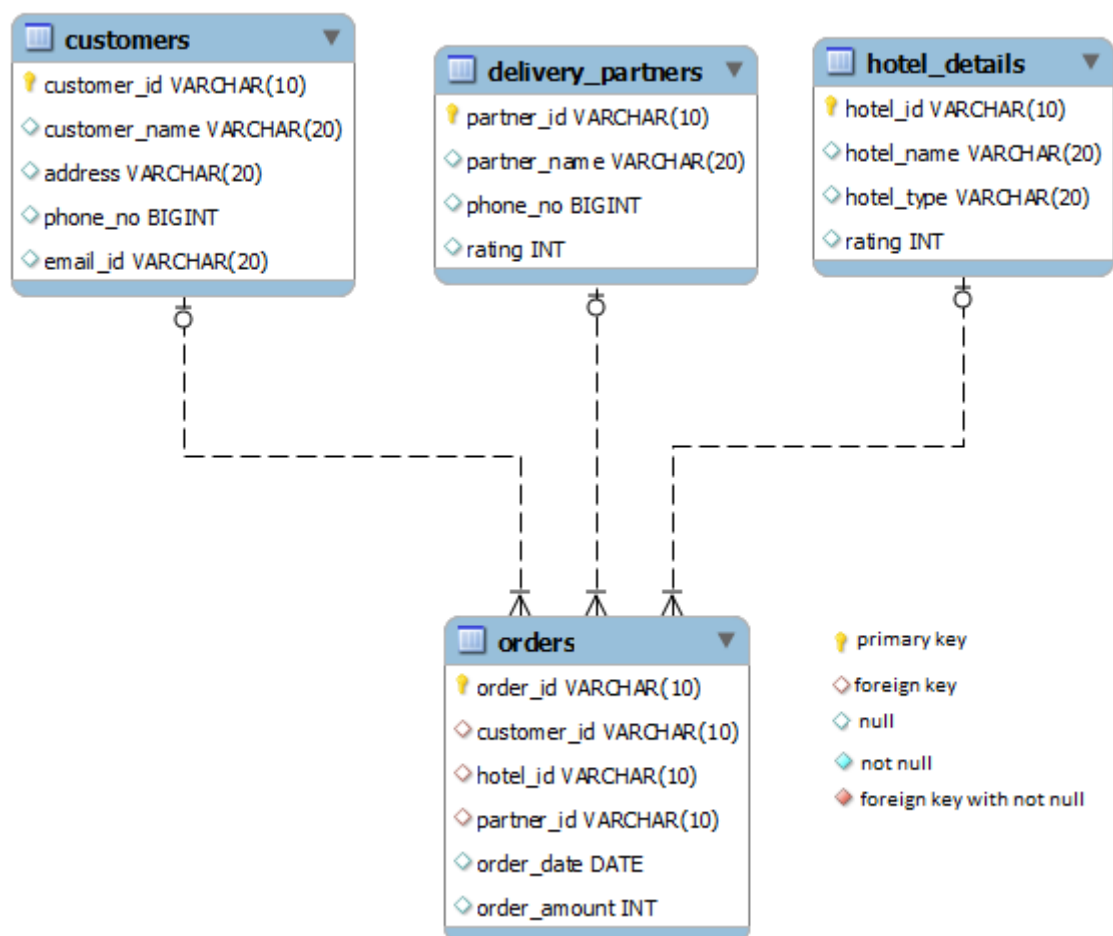 customers
customer_id VARCHAR(10)
customer_name VARCHAR(20)
address VARCHAR(20)
phone_no BIGINT
email_id VARCHAR(20)
delivery_partners
partner_id VARCHAR(10)
partner_name VARCHAR(20)
phone_no BIGINT
rating INT
hotel_details
hotel_id VARCHAR(10)
hotel_name VARCHAR(20)
hotel_type VARCHAR(20)
rating INT
orders
order_id VARCHAR(10)
customer_id VARCHAR(10)
hotel_id VARCHAR(10)
partner_id VARCHAR(10)
order_date DATE
order_amount INT
primary key
foreign key
null
not null
foreign key with not null